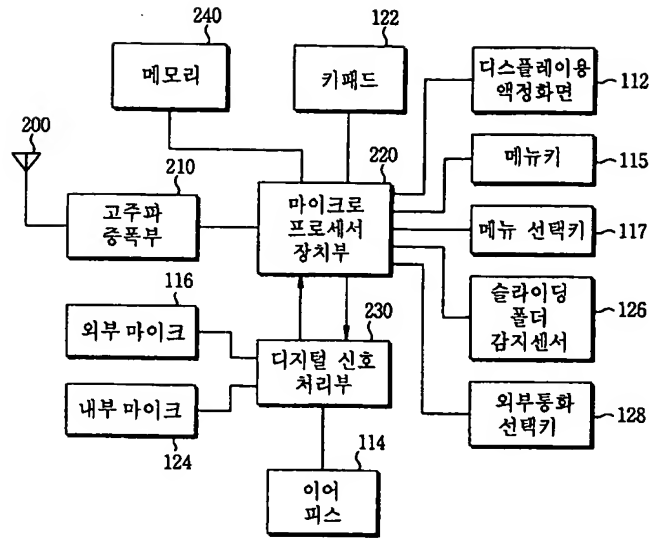 240
메모리
122
키패드
디스플레이용
액정화면
112
200
210
고주파
증폭부
220
마이크로
프로세서
장치부
메뉴키
115
메뉴 선택키
117
116
외부 마이크
230
디지털 신호
처리부
슬라이딩
폴더
감지센서
126
내부 마이크
124
외부통화
선택키
128
114
이어
피스